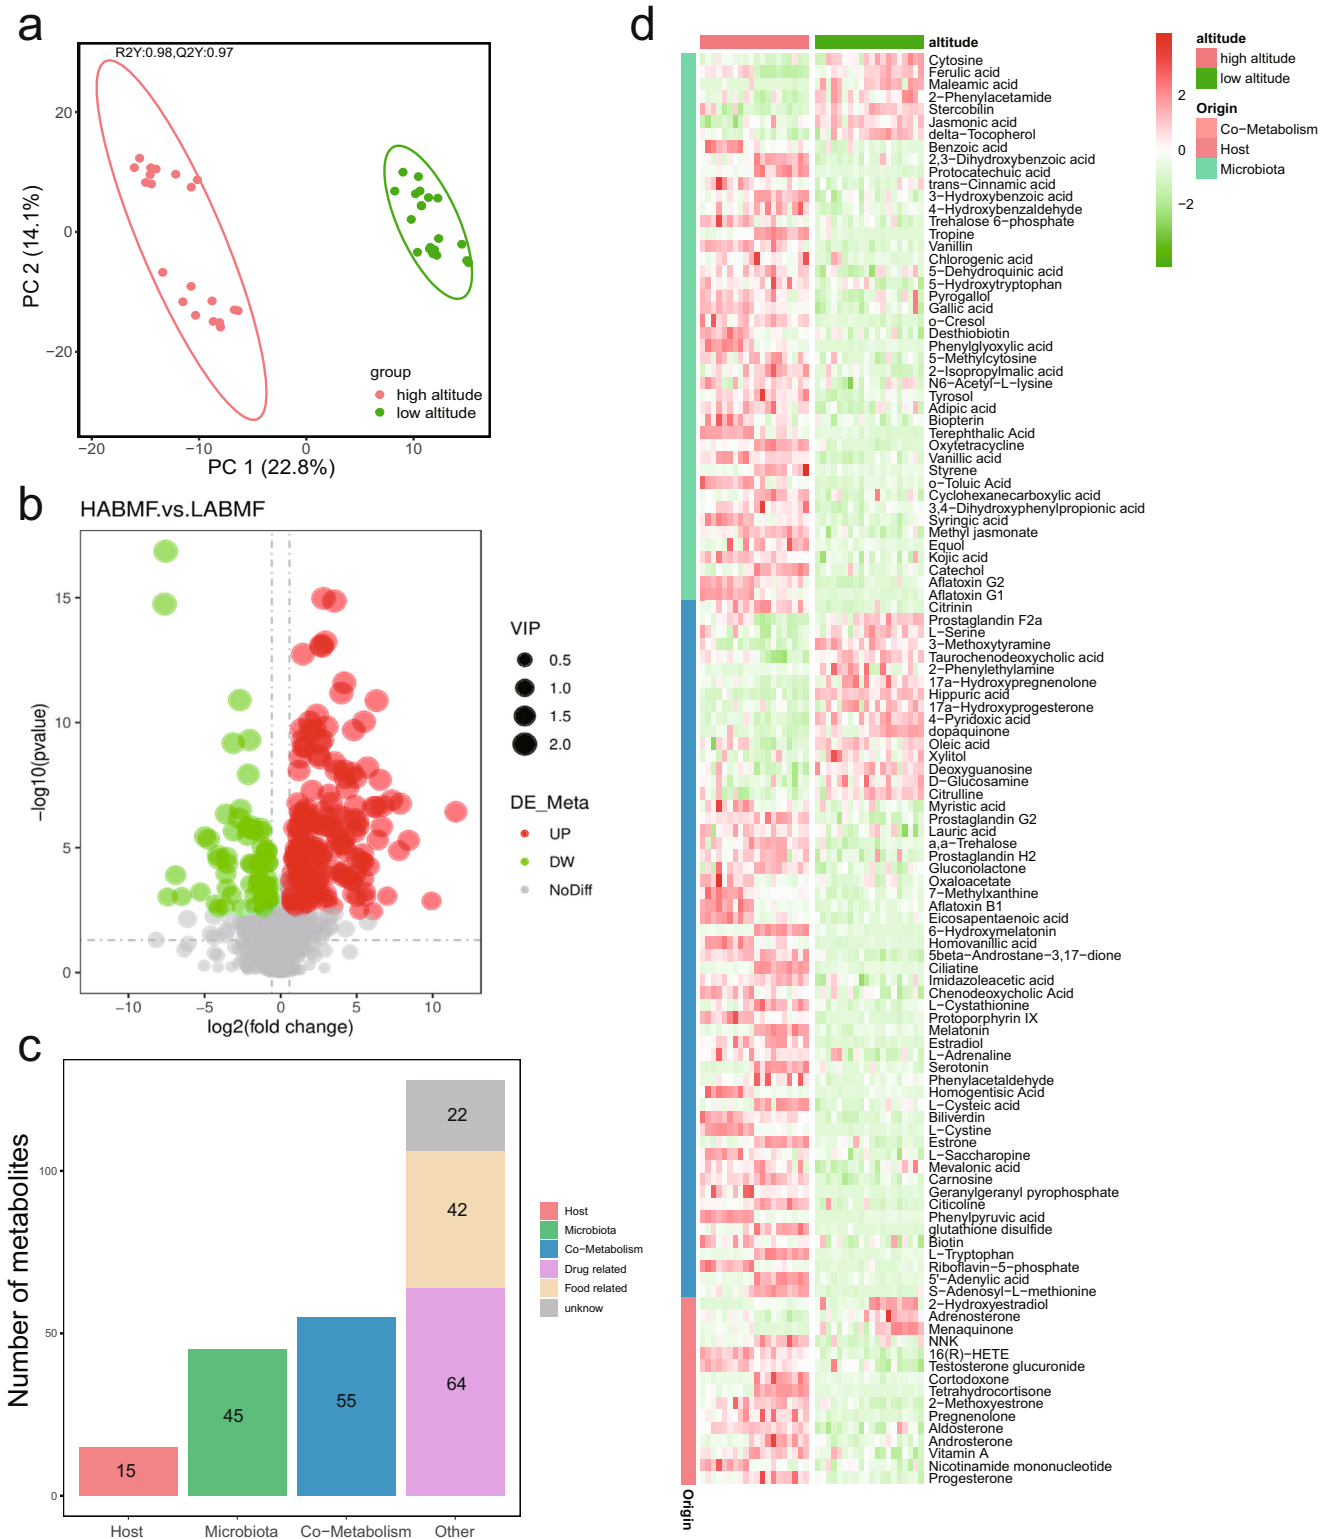 a
R2Y:0.98,Q2Y:0.97
20
0
−20
PC 2 (14.1%)
group
high altitude
low altitude
−20
−10
0
10
PC 1 (22.8%)
b
HABMF.vs.LABMF
15
10
5
0
−log10(pvalue)
−10
−5
0
5
10
log2(fold change)
VIP
0.5
1.0
1.5
2.0
DE_Meta
UP
DW
NoDiff
c
Number of metabolites
100
50
0
15
45
55
22
42
64
Host
Microbiota
Co−Metabolism
Other
Host
Microbiota
Co−Metabolism
Drug related
Food related
unknow
d
altitude
Cytosine
Ferulic acid
Maleamic acid
2−Phenylacetamide
Stercobilin
Jasmonic acid
delta−Tocopherol
Benzoic acid
2,3−Dihydroxybenzoic acid
Protocatechuic acid
trans−Cinnamic acid
3−Hydroxybenzoic acid
4−Hydroxybenzaldehyde
Trehalose 6−phosphate
Tropine
Vanillin
Chlorogenic acid
5−Dehydroquinic acid
5−Hydroxytryptophan
Pyrogallol
Gallic acid
o−Cresol
Desthiobiotin
Phenylglyoxylic acid
5−Methylcytosine
2−Isopropylmalic acid
N6−Acetyl−L−lysine
Tyrosol
Adipic acid
Biopterin
Terephthalic Acid
Oxytetracycline
Vanillic acid
Styrene
o−Toluic Acid
Cyclohexanecarboxylic acid
3,4−Dihydroxyphenylpropionic acid
Syringic acid
Methyl jasmonate
Equol
Kojic acid
Catechol
Aflatoxin G2
Aflatoxin G1
Citrinin
Prostaglandin F2a
L−Serine
3−Methoxytyramine
Taurochenodeoxycholic acid
2−Phenylethylamine
17a−Hydroxypregnenolone
Hippuric acid
17a−Hydroxyprogesterone
4−Pyridoxic acid
dopaquinone
Oleic acid
Xylitol
Deoxyguanosine
D−Glucosamine
Citrulline
Myristic acid
Prostaglandin G2
Lauric acid
a,a−Trehalose
Prostaglandin H2
Gluconolactone
Oxaloacetate
7−Methylxanthine
Aflatoxin B1
Eicosapentaenoic acid
6−Hydroxymelatonin
Homovanillic acid
5beta−Androstane−3,17−dione
Ciliatine
Imidazoleacetic acid
Chenodeoxycholic Acid
L−Cystathionine
Protoporphyrin IX
Melatonin
Estradiol
L−Adrenaline
Serotonin
Phenylacetaldehyde
Homogentisic Acid
L−Cysteic acid
Biliverdin
L−Cystine
Estrone
L−Saccharopine
Mevalonic acid
Carnosine
Geranylgeranyl pyrophosphate
Citicoline
Phenylpyruvic acid
glutathione disulfide
Biotin
L−Tryptophan
Riboflavin−5−phosphate
5'−Adenylic acid
S−Adenosyl−L−methionine
2−Hydroxyestradiol
Adrenosterone
Menaquinone
NNK
16(R)−HETE
Testosterone glucuronide
Cortodoxone
Tetrahydrocortisone
2−Methoxyestrone
Pregnenolone
Aldosterone
Androsterone
Vitamin A
Nicotinamide mononucleotide
Progesterone
Origin
2
0
−2
altitude
high altitude
low altitude
Origin
Co−Metabolism
Host
Microbiota